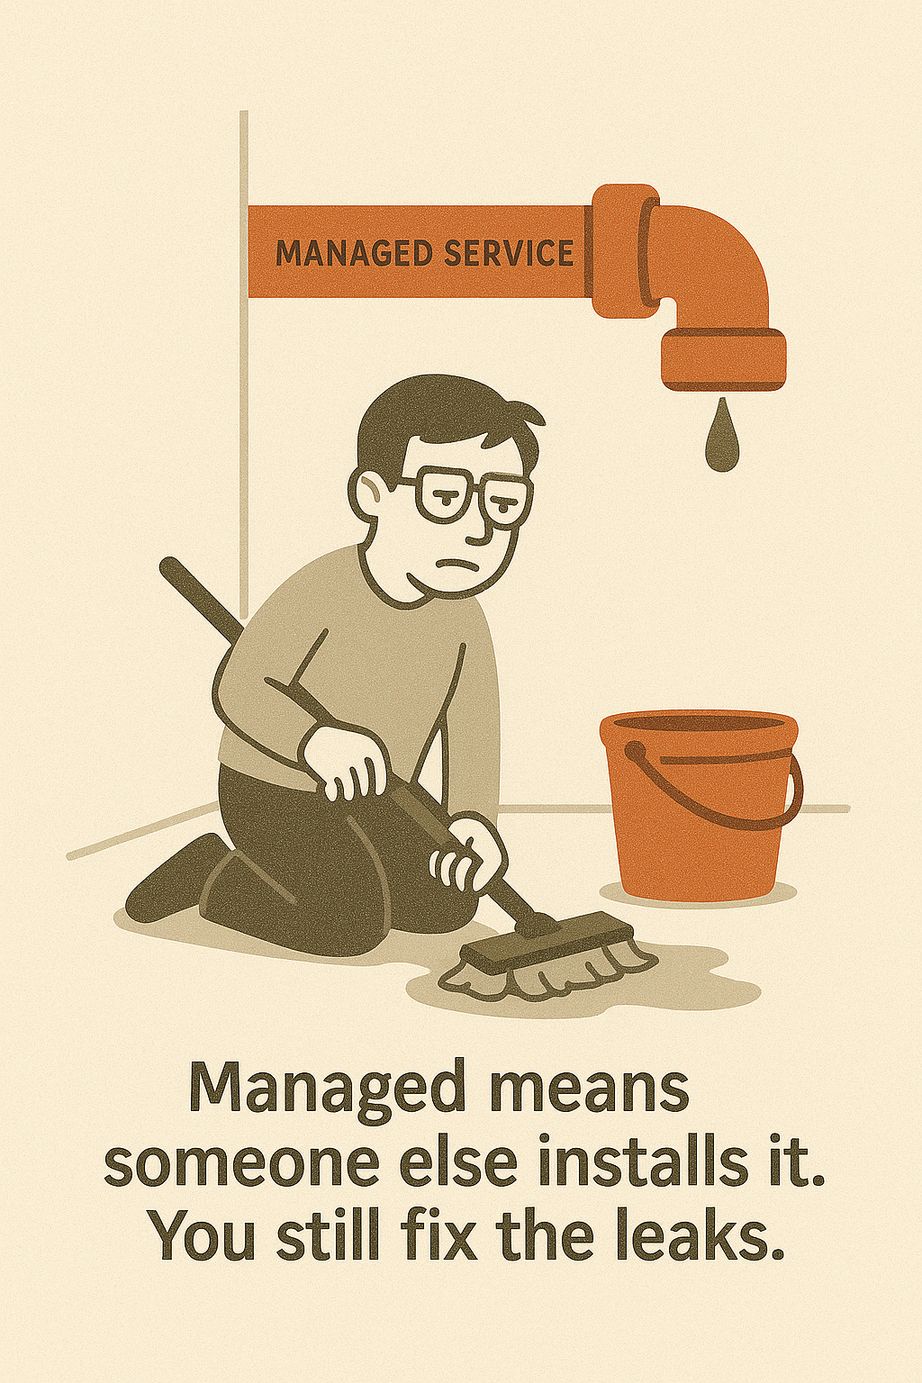 MANAGED SERVICE
Managed means
someone else installs it.
You still fix the leaks.